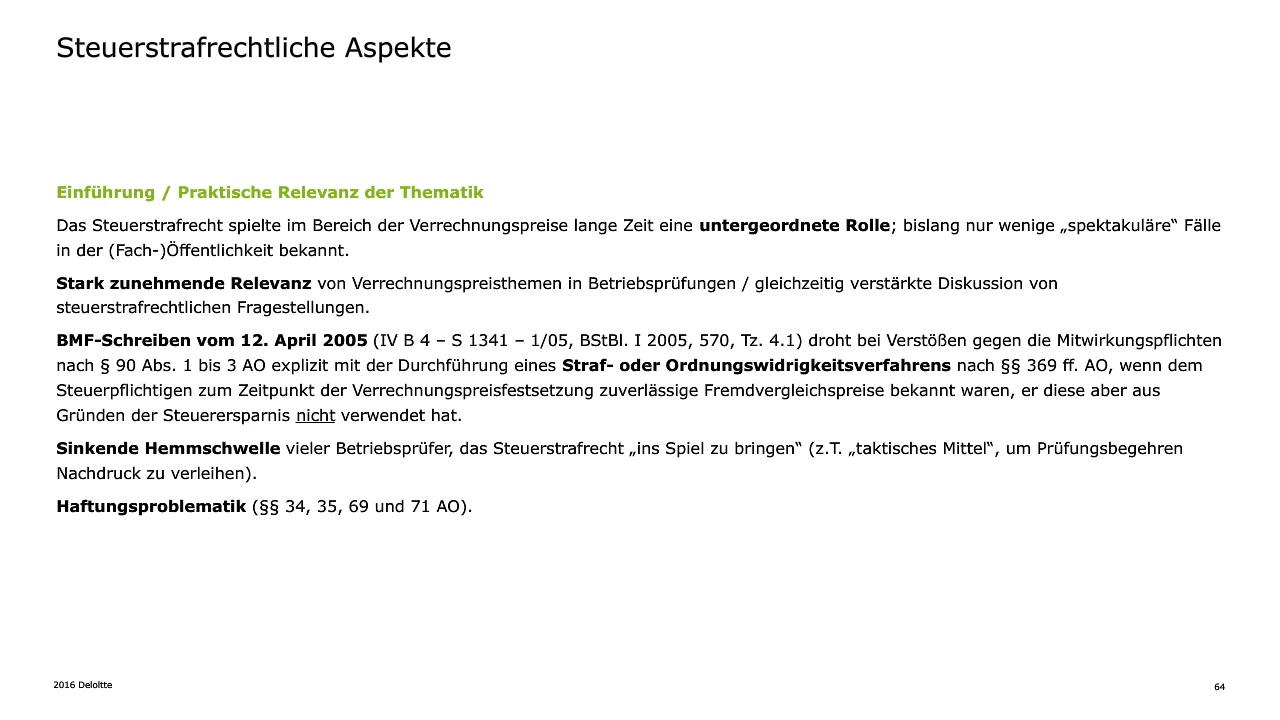 Steuerstrafrechtliche Aspekte
Einführung / Praktische Relevanz der Thematik
Das Steuerstrafrecht spielte im Bereich der Verrechnungspreise lange Zeit eine untergeordnete Rolle; bislang nur wenige „spektakuläre“ Fälle
in der (Fach-)Öffentlichkeit bekannt.
Stark zunehmende Relevanz von Verrechnungspreisthemen in Betriebsprüfungen / gleichzeitig verstärkte Diskussion von
steuerstrafrechtlichen Fragestellungen.
BMF-Schreiben vom 12. April 2005 (IV B 4 – S 1341 – 1/05, BStBl. I 2005, 570, Tz. 4.1) droht bei Verstößen gegen die Mitwirkungspflichten
nach § 90 Abs. 1 bis 3 AO explizit mit der Durchführung eines Straf- oder Ordnungswidrigkeitsverfahrens nach §§ 369 ff. AO, wenn dem
Steuerpflichtigen zum Zeitpunkt der Verrechnungspreisfestsetzung zuverlässige Fremdvergleichspreise bekannt waren, er diese aber aus
Gründen der Steuerersparnis nicht verwendet hat.
Sinkende Hemmschwelle vieler Betriebsprüfer, das Steuerstrafrecht „ins Spiel zu bringen“ (z.T. „taktisches Mittel“, um Prüfungsbegehren
Nachdruck zu verleihen).
Haftungsproblematik (§§ 34, 35, 69 und 71 AO).
2016 Deloitte
64